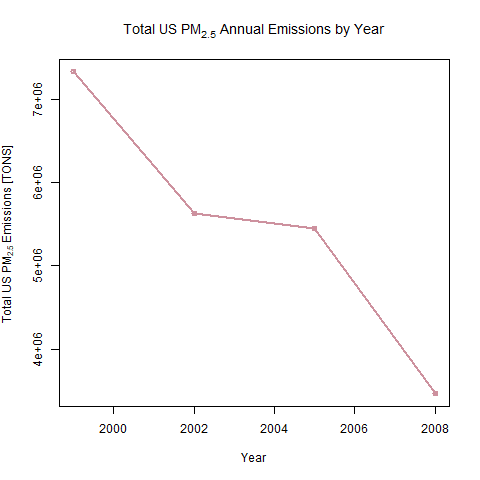 Total US PM2.5 Annual Emissions by Year
Total US PM2.5 Emissions [TONS]
7e+06
6e+06
5e+06
4e+06
2000 2002 2004 2006 2008
Year